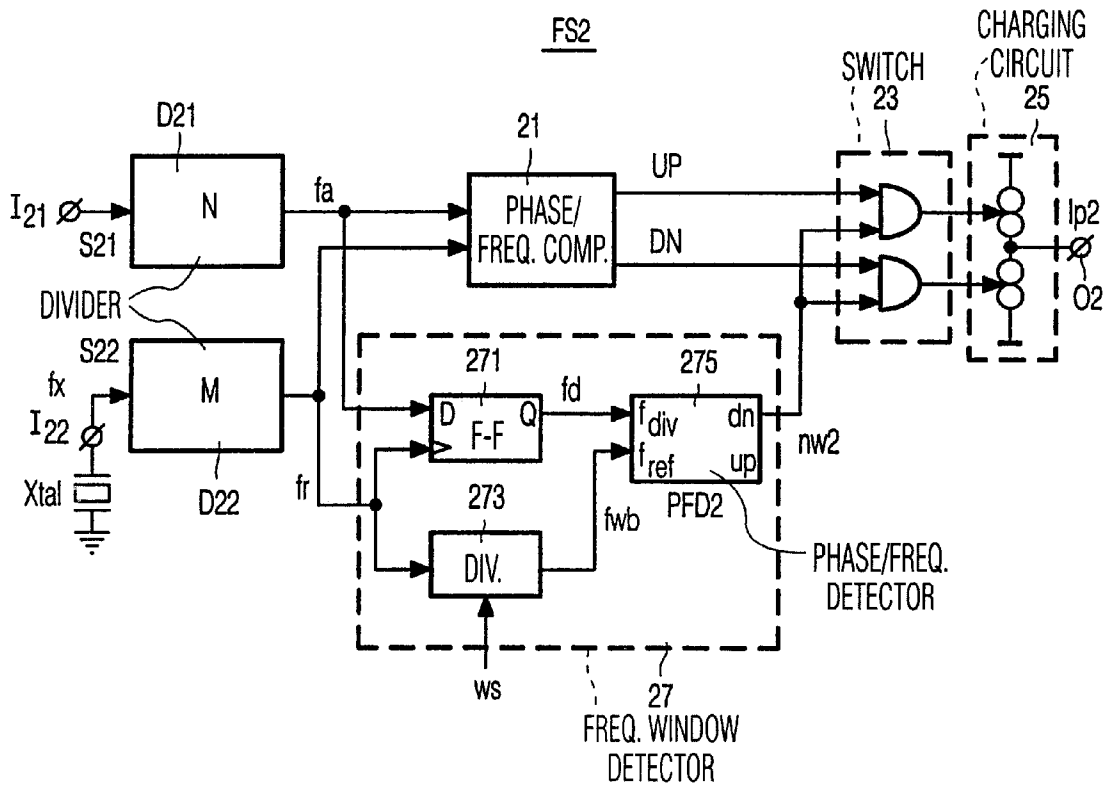 FS2
CHARGING
CIRCUIT
25
SWITCH
23
D21
N
I21
S21
fa
21
PHASE/
FREQ. COMP.
UP
DN
Ip2
O2
DIVIDER
S22
fx
M
I22
Xtal
D22
fr
271
D Q
F-F
fd
275
fdiv dn
fref up
PFD2
nw2
273
DIV.
fwb
ws
PHASE/FREQ.
DETECTOR
27
FREQ. WINDOW
DETECTOR